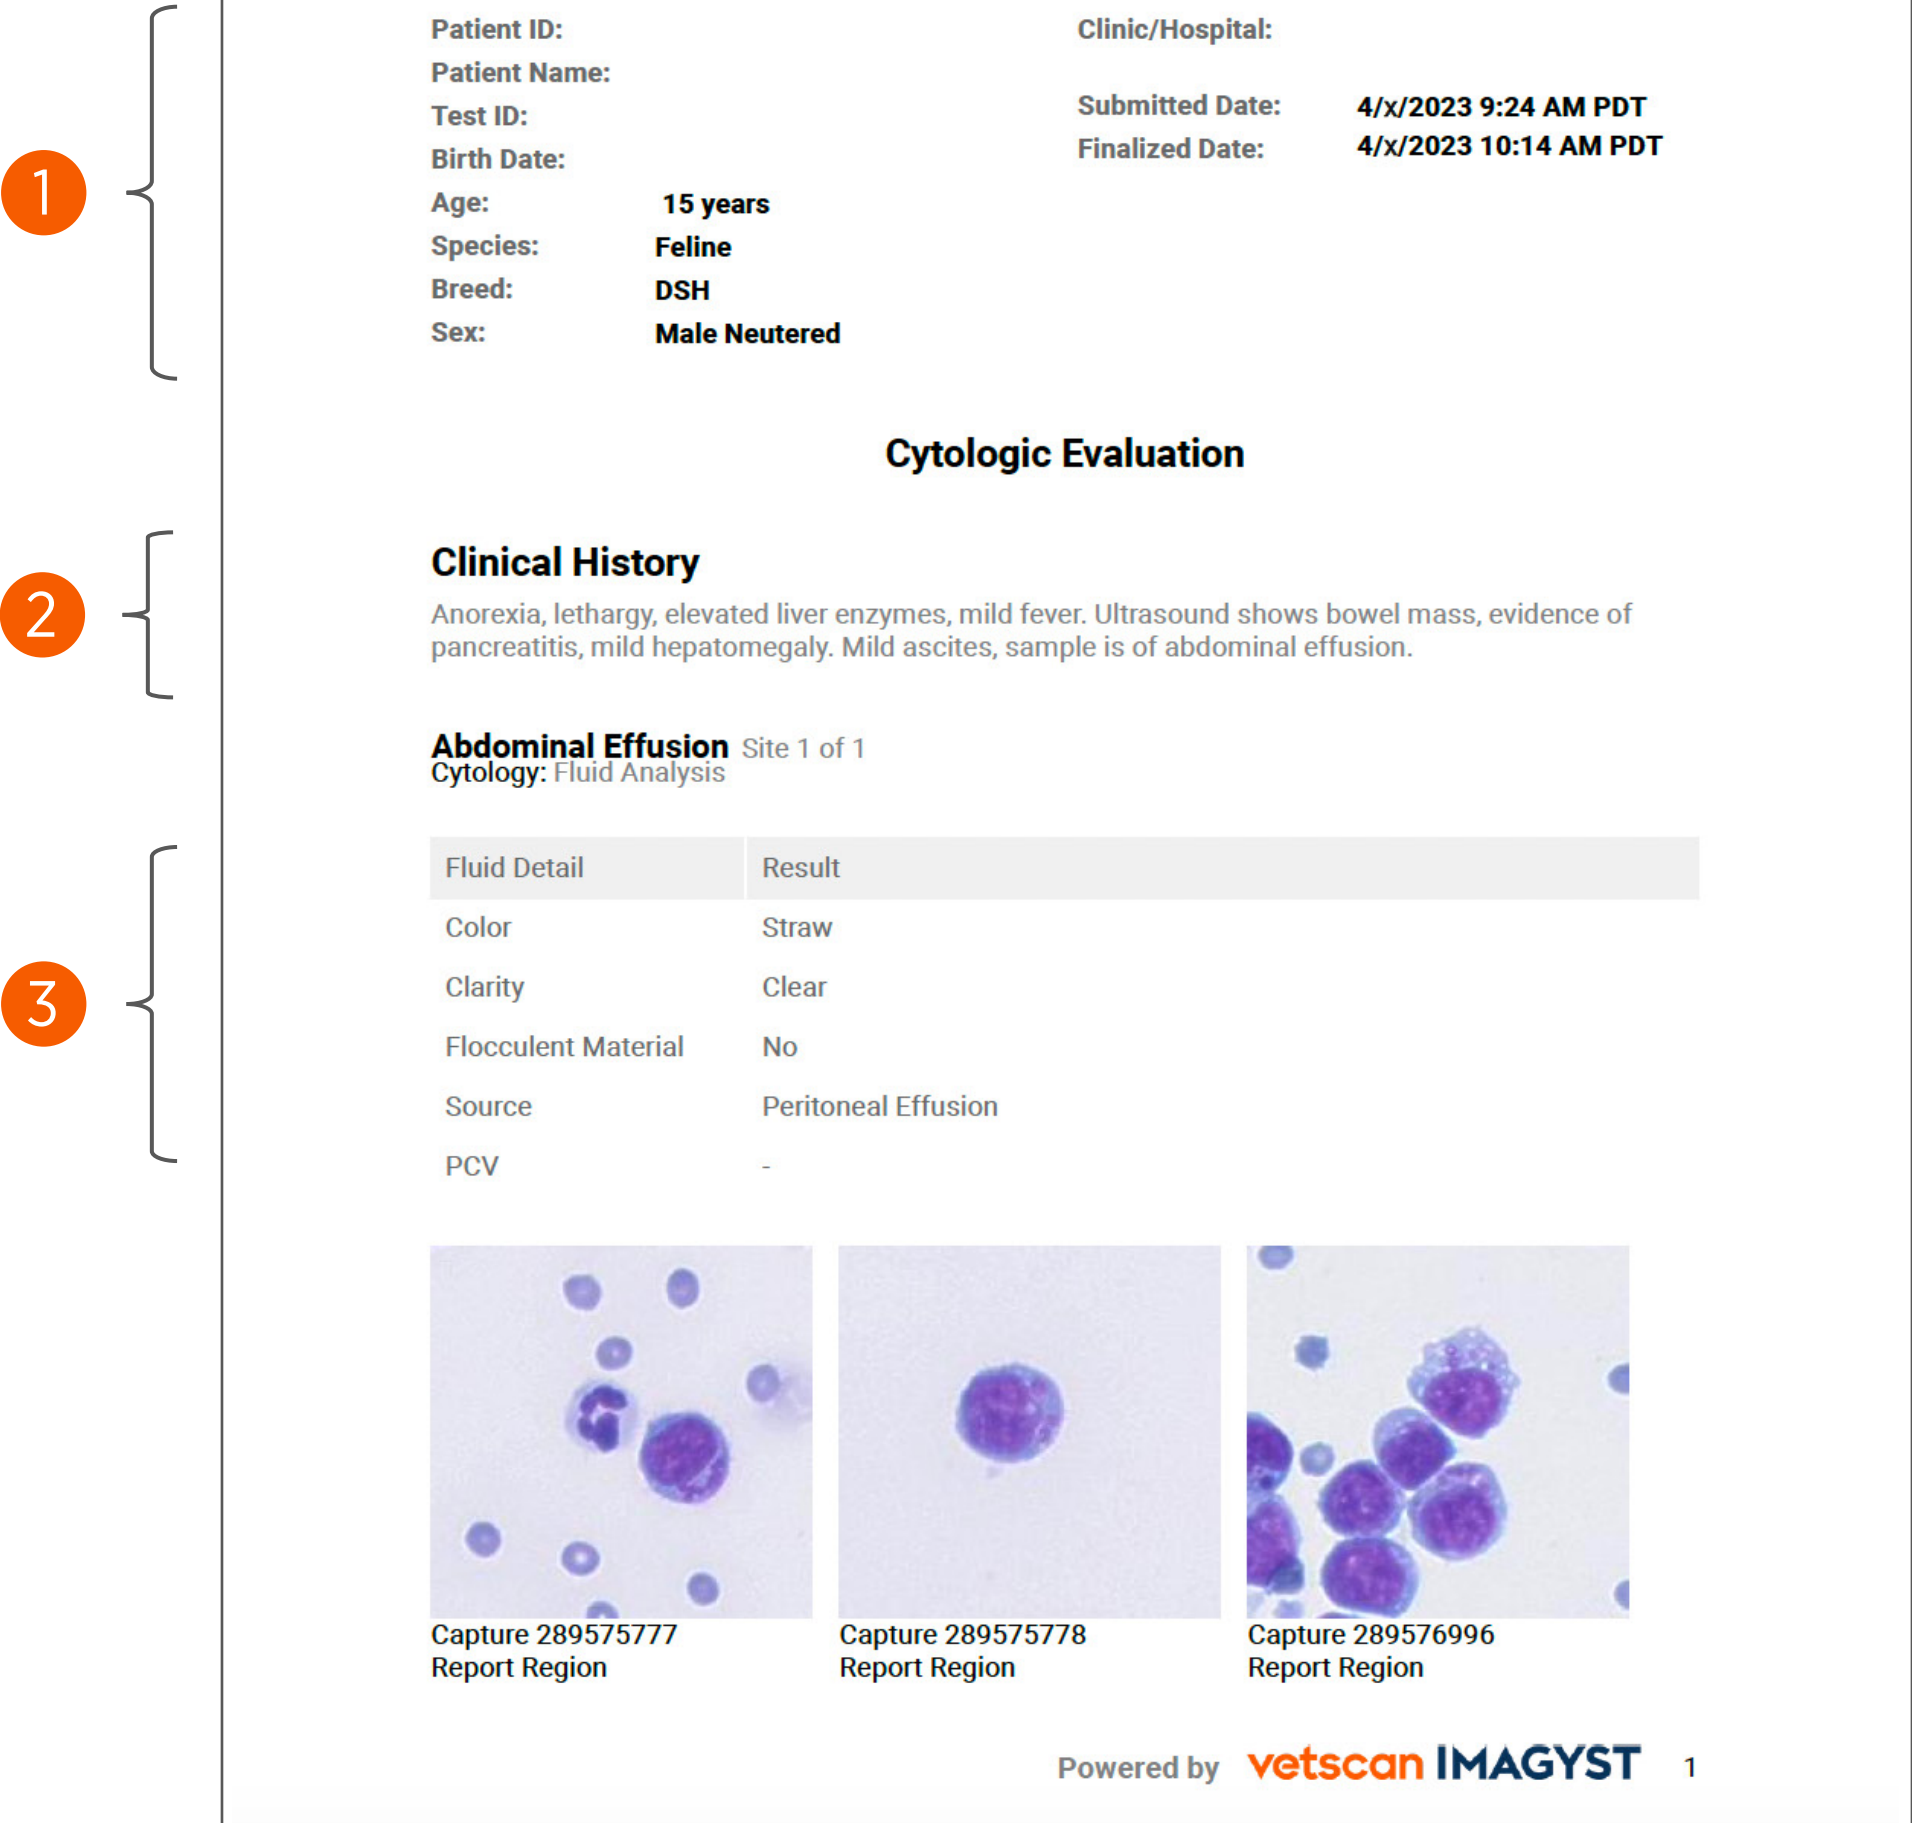 1
Patient ID:
Patient Name:
Test ID:
Birth Date:
Age: 15 years
Species: Feline
Breed: DSH
Sex: Male Neutered
Clinic/Hospital:
Submitted Date: 4/x/2023 9:24 AM PDT
Finalized Date: 4/x/2023 10:14 AM PDT
Cytologic Evaluation
2
Clinical History
Anorexia, lethargy, elevated liver enzymes, mild fever. Ultrasound shows bowel mass, evidence of
pancreatitis, mild hepatomegaly. Mild ascites, sample is of abdominal effusion.
Abdominal Effusion Site 1 of 1
Cytology: Fluid Analysis
3
Fluid Detail Result
Color Straw
Clarity Clear
Flocculent Material No
Source Peritoneal Effusion
PCV -
Capture 289575777
Report Region
Capture 289575778
Report Region
Capture 289576996
Report Region
Powered by vetscan IMAGYST 1